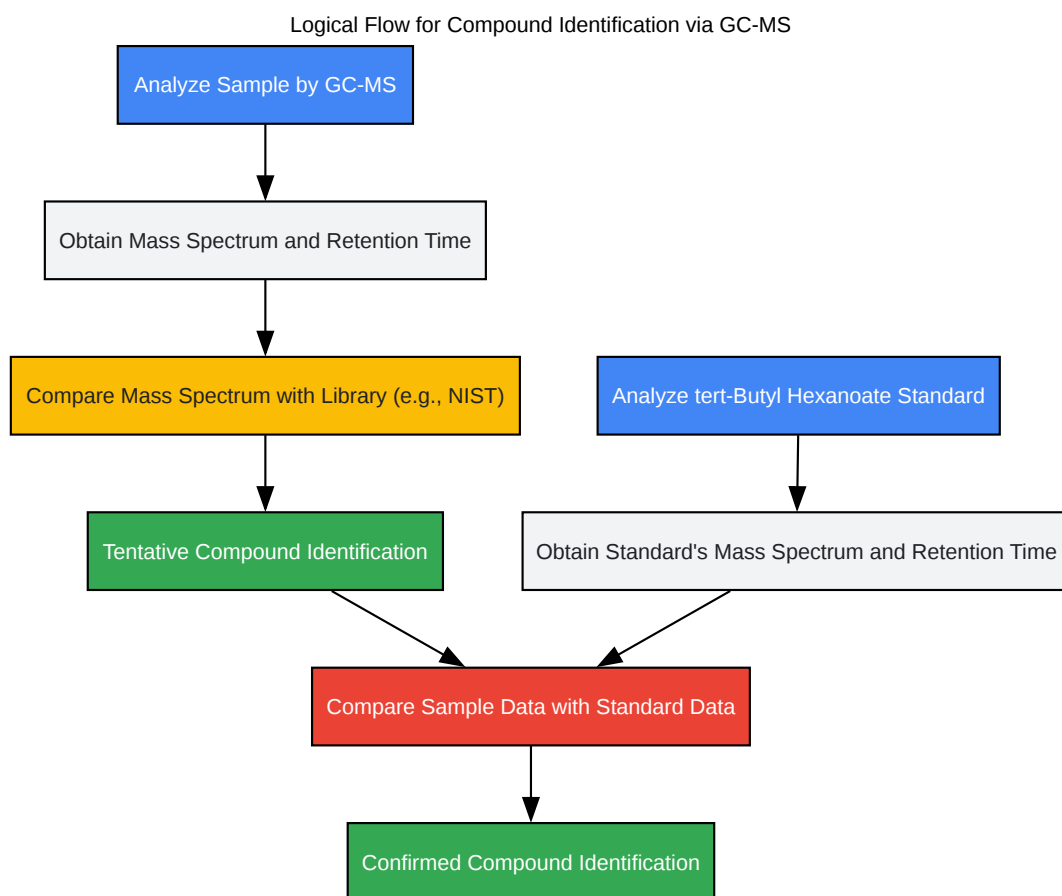 Logical Flow for Compound Identification via GC-MS
Analyze Sample by GC-MS
Obtain Mass Spectrum and Retention Time
Compare Mass Spectrum with Library (e.g., NIST)
Analyze tert-Butyl Hexanoate Standard
Tentative Compound Identification
Obtain Standard's Mass Spectrum and Retention Time
Compare Sample Data with Standard Data
Confirmed Compound Identification